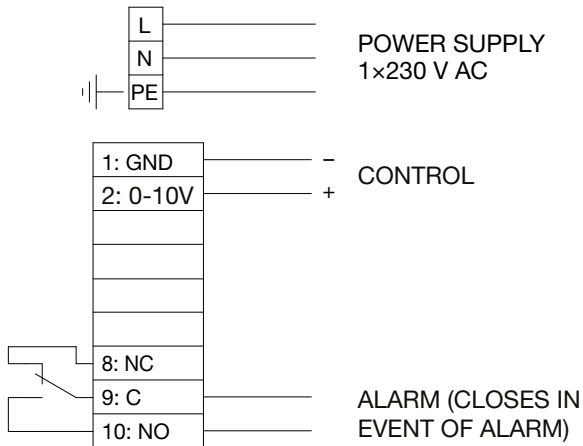 L
N
PE
POWER SUPPLY
1×230 V AC
1: GND
–
2: 0-10V
+
CONTROL
8: NC
9: C
10: NO
ALARM (CLOSES IN
EVENT OF ALARM)